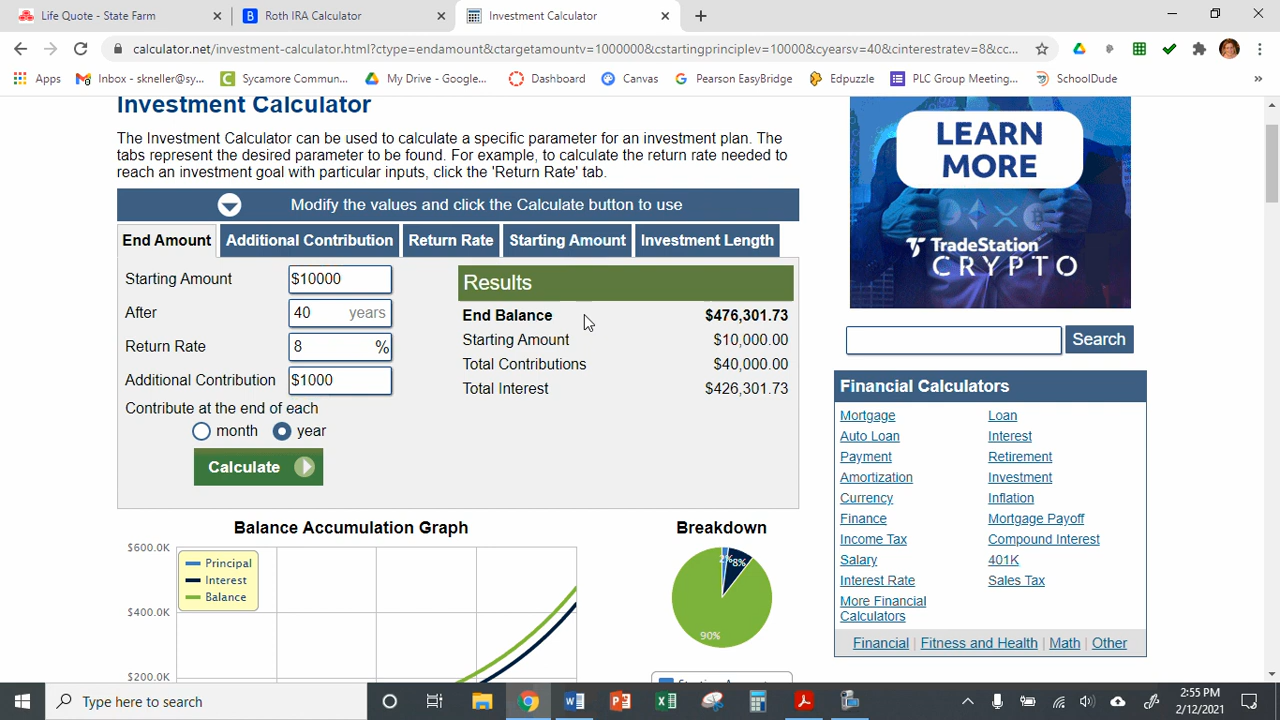 Life Quote - State Farm
Roth IRA Calculator
Investment Calculator
calculator.net/investment-calculator.html?ctype=endamount&ctargetamountv=1000000&cstartingprinciplev=10000&cyearsv=40&cinterestratev=8&cc...
Apps
Inbox - skneller@sy...
Sycamore Commun...
My Drive - Google...
Dashboard
Canvas
Pearson EasyBridge
Edpuzzle
PLC Group Meeting...
SchoolDude
»
Investment Calculator
The Investment Calculator can be used to calculate a specific parameter for an investment plan. The
tabs represent the desired parameter to be found. For example, to calculate the return rate needed to
reach an investment goal with particular inputs, click the 'Return Rate' tab.
Modify the values and click the Calculate button to use
End Amount
Additional Contribution
Return Rate
Starting Amount
Investment Length
Starting Amount $10000
After 40 years
Return Rate 8 %
Additional Contribution $1000
Contribute at the end of each
month year
Calculate
Results
End Balance $476,301.73
Starting Amount $10,000.00
Total Contributions $40,000.00
Total Interest $426,301.73
Balance Accumulation Graph
$600.0K
$400.0K
$200.0K
Principal
Interest
Balance
Breakdown
2%
8%
90%
LEARN
MORE
TradeStation
CRYPTO
Search
Financial Calculators
Mortgage Loan
Auto Loan Interest
Payment Retirement
Amortization Investment
Currency Inflation
Finance Mortgage Payoff
Income Tax Compound Interest
Salary 401K
Interest Rate Sales Tax
More Financial
Calculators
Financial | Fitness and Health | Math | Other
Type here to search
2:55 PM
2/12/2021